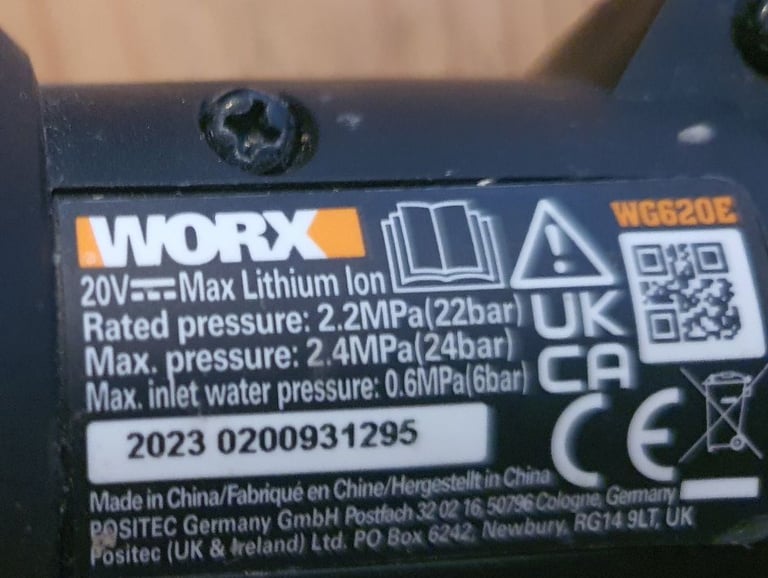 WORX
WG620E
20V Max Lithium Ion
Rated pressure: 2.2MPa(22bar)
Max. pressure: 2.4MPa(24bar)
Max. inlet water pressure: 0.6MPa(6bar)
UK
CA
CE
2023 0200931295
Made in China/Fabriqué en Chine/Hergestellt in China
POSITEC Germany GmbH Postfach 32 02 16, 50796 Cologne, Germany
Positec (UK & Ireland) Ltd. PO Box 6242, Newbury, RG14 9LT, UK